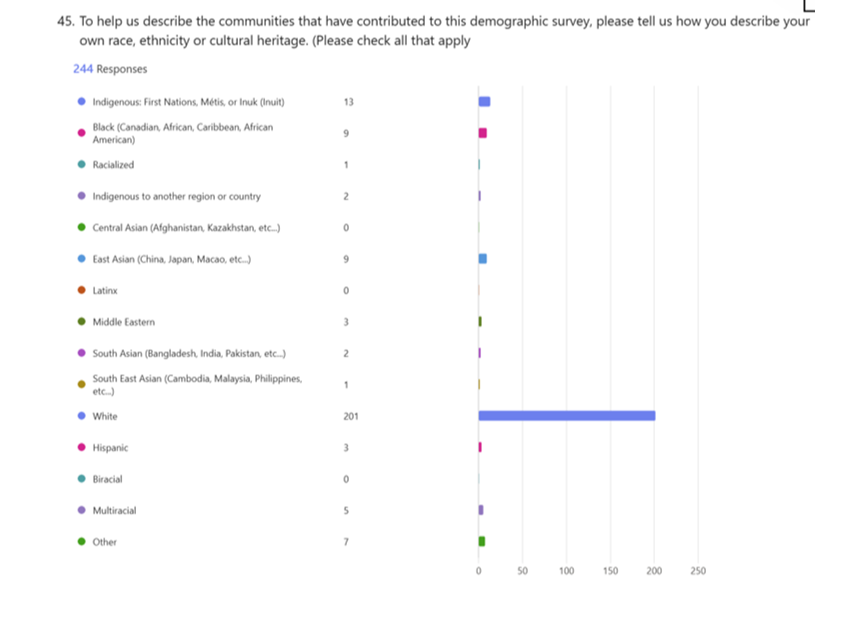 45. To help us describe the communities that have contributed to this demographic survey, please tell us how you describe your
own race, ethnicity or cultural heritage. (Please check all that apply
244 Responses
Indigenous: First Nations, Métis, or Inuk (Inuit) 13
Black (Canadian, African, Caribbean, African
American) 9
Racialized 1
Indigenous to another region or country 2
Central Asian (Afghanistan, Kazakhstan, etc...) 0
East Asian (China, Japan, Macao, etc...) 9
Latinx 0
Middle Eastern 3
South Asian (Bangladesh, India, Pakistan, etc...) 2
South East Asian (Cambodia, Malaysia, Philippines,
etc...) 1
White 201
Hispanic 3
Biracial 0
Multiracial 5
Other 7
0 50 100 150 200 250